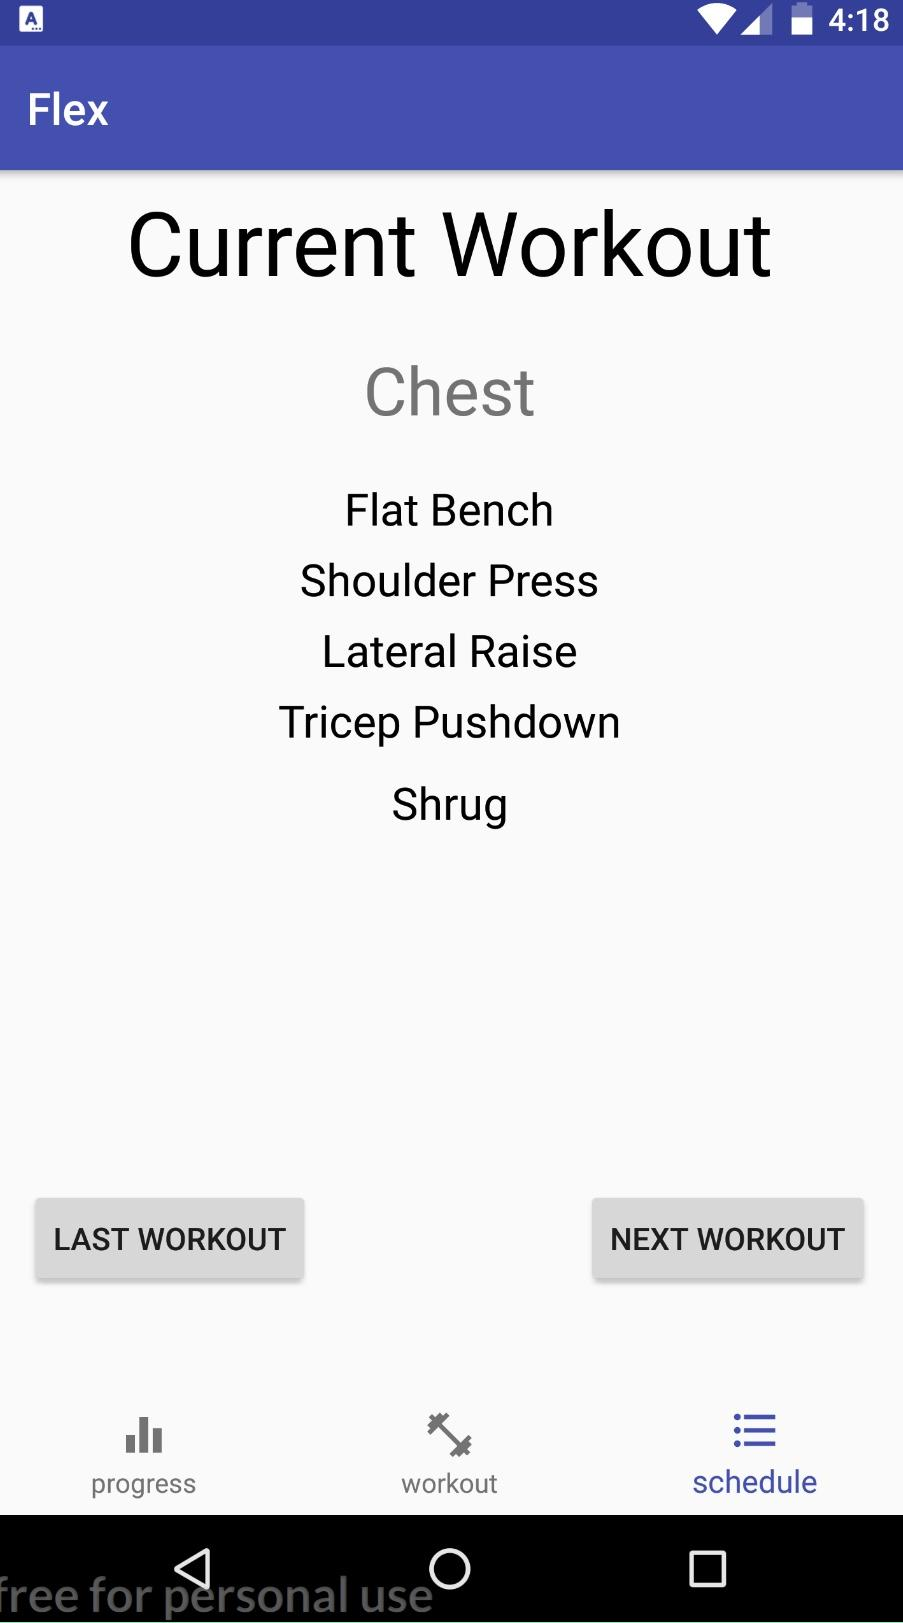 A
4:18
Flex
Current Workout
Chest
Flat Bench
Shoulder Press
Lateral Raise
Tricep Pushdown
Shrug
LAST WORKOUT
NEXT WORKOUT
progress
workout
schedule
free for personal use